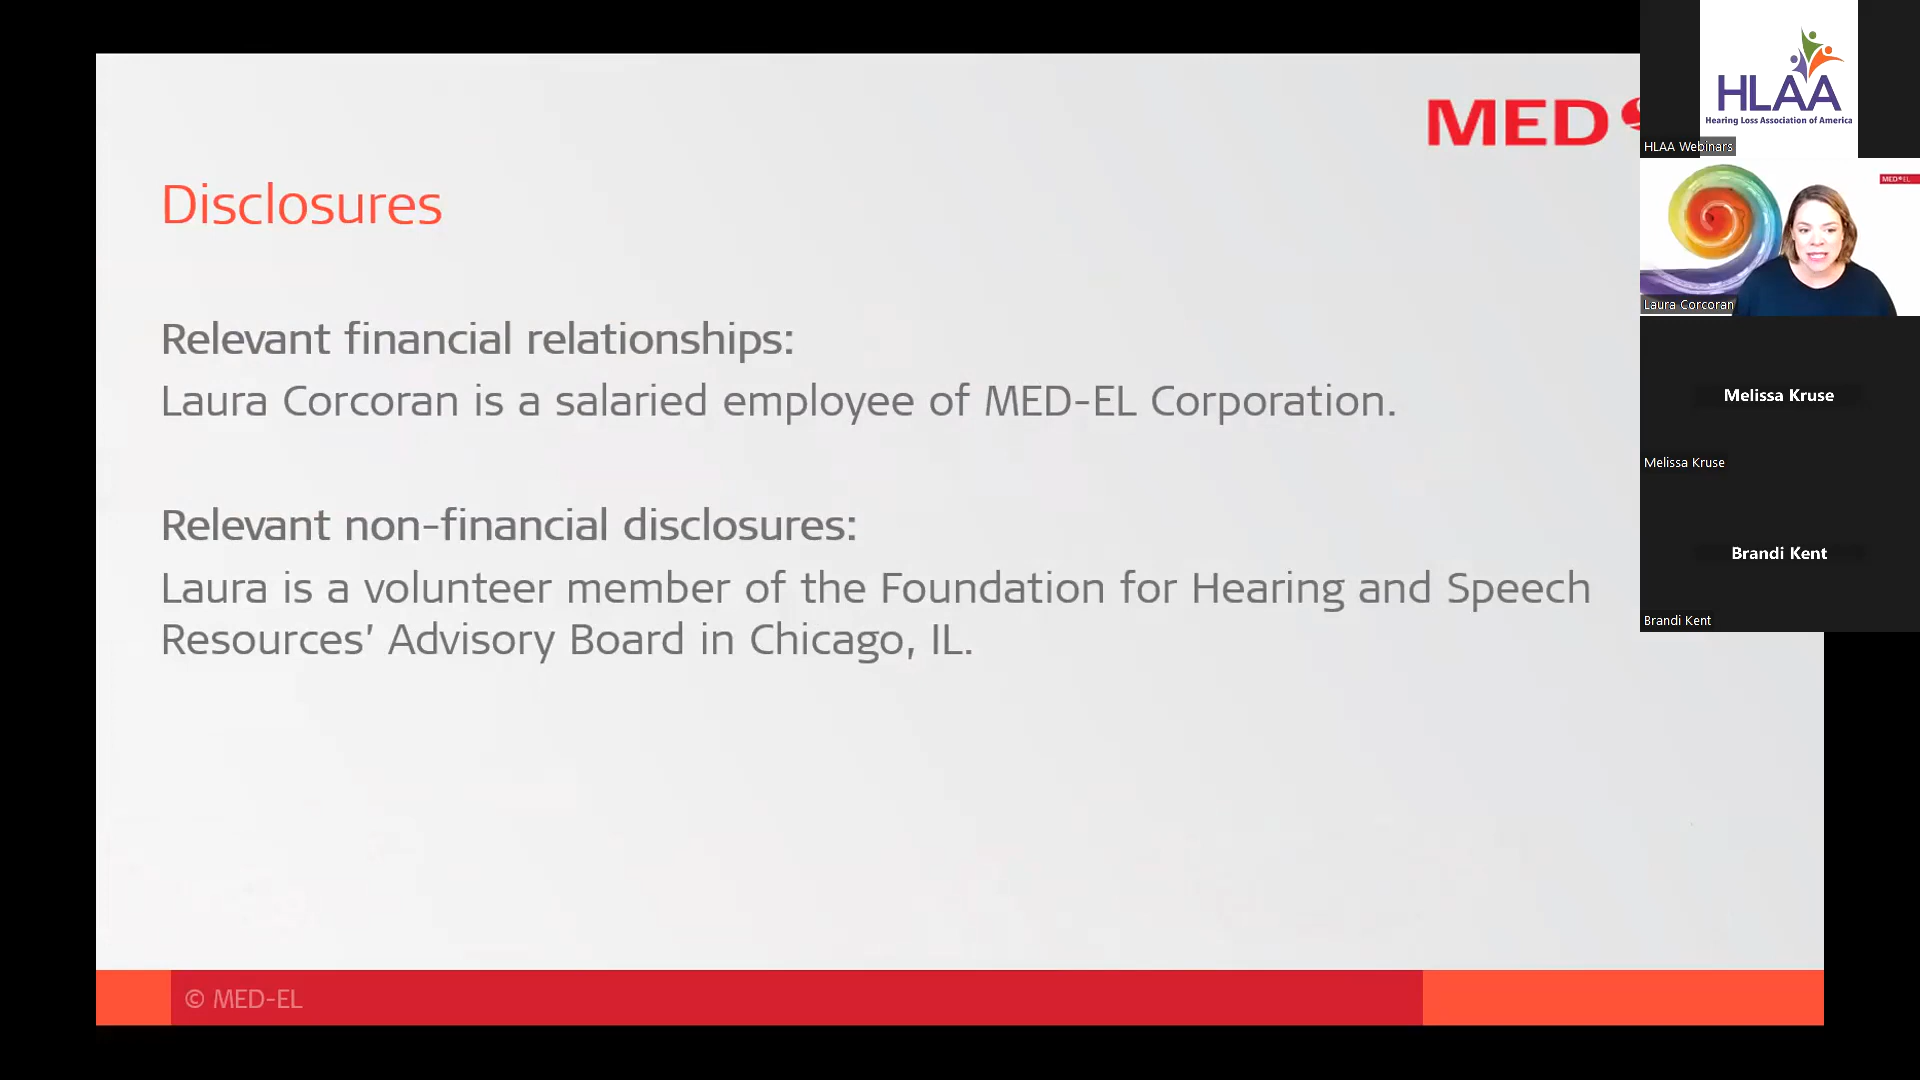 MED
Disclosures
Relevant financial relationships:
Laura Corcoran is a salaried employee of MED-EL Corporation.
Relevant non-financial disclosures:
Laura is a volunteer member of the Foundation for Hearing and Speech
Resources’ Advisory Board in Chicago, IL.
© MED-EL
HLAA
Hearing Loss Association of America
HLAA Webinars
MED-EL
Laura Corcoran
Melissa Kruse
Melissa Kruse
Brandi Kent
Brandi Kent